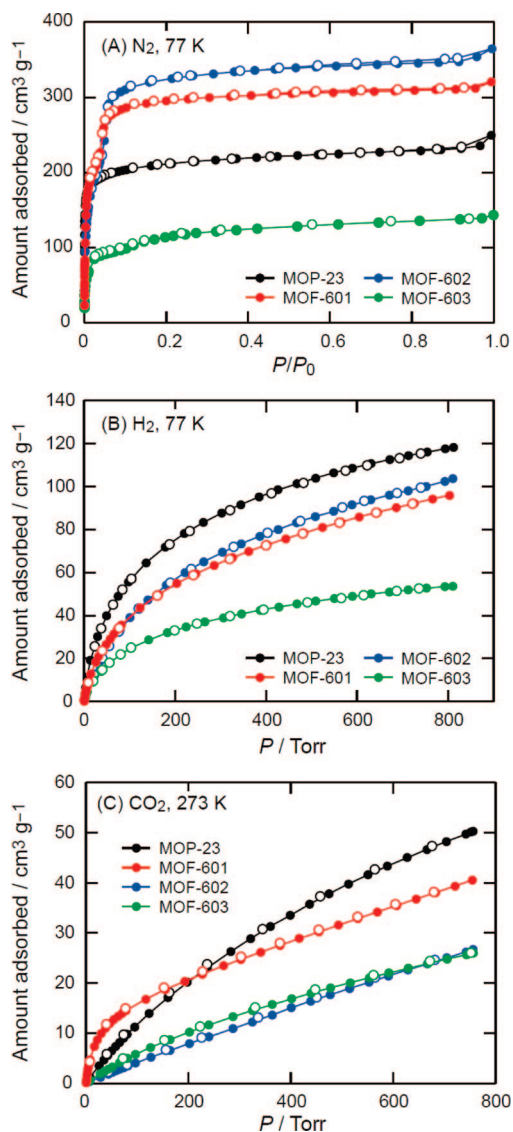 400
(A) N₂, 77 K
300
200
100
0
Amount adsorbed / cm³ g⁻¹
MOP-23
MOF-602
MOF-601
MOF-603
0
0.2
0.4
0.6
0.8
1.0
P/P₀
140
(B) H₂, 77 K
120
100
80
60
40
20
0
Amount adsorbed / cm³ g⁻¹
MOP-23
MOF-602
MOF-601
MOF-603
0
200
400
600
800
P / Torr
60
(C) CO₂, 273 K
50
40
30
20
10
0
Amount adsorbed / cm³ g⁻¹
MOP-23
MOF-601
MOF-602
MOF-603
0
200
400
600
800
P / Torr